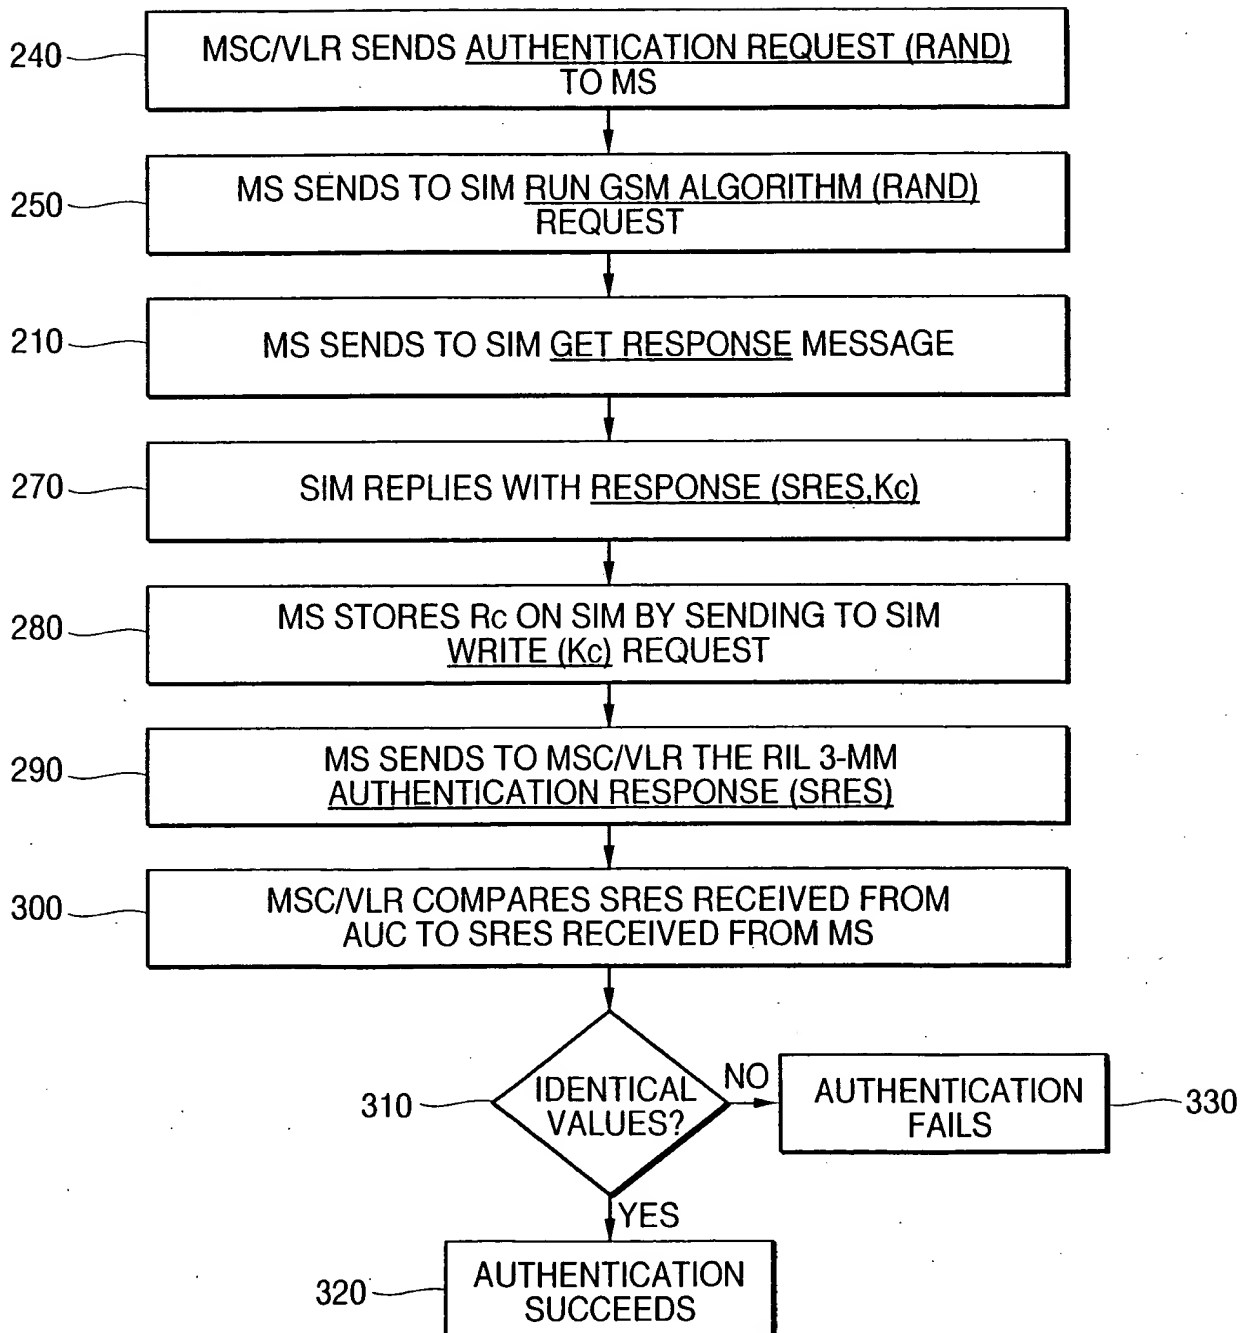 240
MSC/VLR SENDS AUTHENTICATION REQUEST (RAND)
TO MS
250
MS SENDS TO SIM RUN GSM ALGORITHM (RAND)
REQUEST
210
MS SENDS TO SIM GET RESPONSE MESSAGE
270
SIM REPLIES WITH RESPONSE (SRES,Kc)
280
MS STORES Rc ON SIM BY SENDING TO SIM
WRITE (Kc) REQUEST
290
MS SENDS TO MSC/VLR THE RIL 3-MM
AUTHENTICATION RESPONSE (SRES)
300
MSC/VLR COMPARES SRES RECEIVED FROM
AUC TO SRES RECEIVED FROM MS
310
IDENTICAL
VALUES?
NO
AUTHENTICATION
FAILS
330
YES
320
AUTHENTICATION
SUCCEEDS